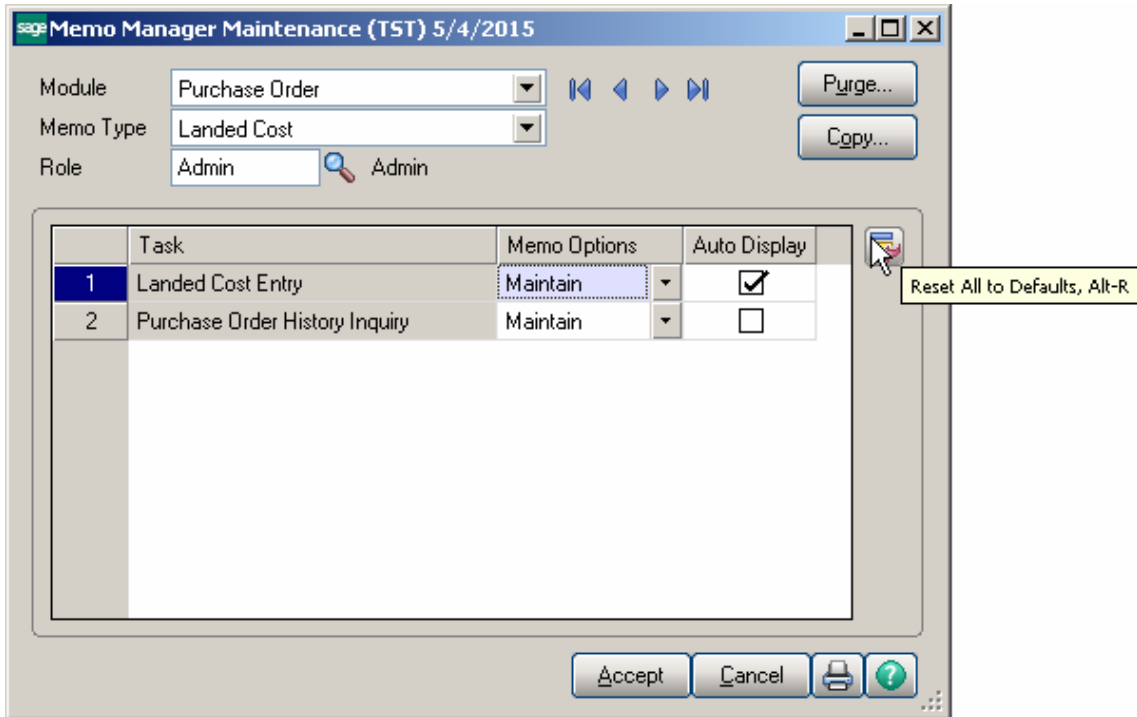 sage Memo Manager Maintenance (TST) 5/4/2015
Module Purchase Order Purge...
Memo Type Landed Cost Copy...
Role Admin Admin
Task Memo Options Auto Display
1 Landed Cost Entry Maintain
Reset All to Defaults, Alt-R
2 Purchase Order History Inquiry Maintain
Accept Cancel ?